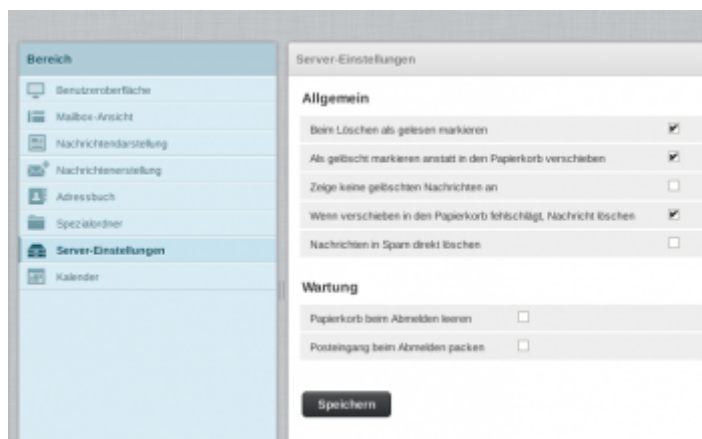 Bereich
Benutzeroberfläche
Mailbox-Ansicht
Nachrichtendarstellung
Nachrichtenerstellung
Adressbuch
Spezialordner
Server-Einstellungen
Kalender
Server-Einstellungen
Allgemein
Beim Löschen als gelesen markieren
Als gelöscht markieren anstatt in den Papierkorb verschieben
Zeige keine gelöschten Nachrichten an
Wenn verschieben in den Papierkorb fehlschlägt, Nachricht löschen
Nachrichten in Spam direkt löschen
Wartung
Papierkorb beim Abmelden leeren
Posteingang beim Abmelden packen
Speichern